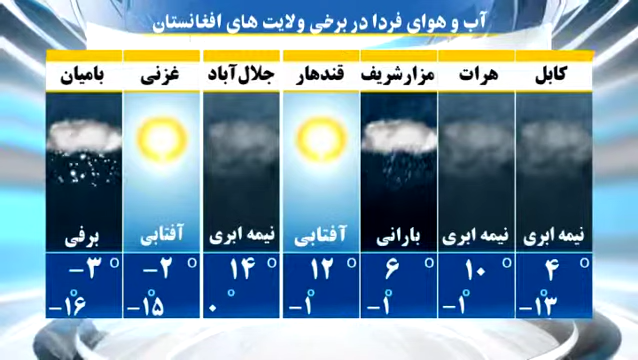 آب و هوای فردا در برخی ولایت های افغانستان
کابل هرات مزارشریف قندهار جلال‌آباد غزنی بامیان
نیمه ابری نیمه ابری بارانی آفتابی نیمه ابری آفتابی برفی
۴° ۱۰° ۶° ۱۲° ۱۴° −۲° −۳°
−۱۳° −۱° −۱° −۱° ۰° −۱۵° −۱۶°